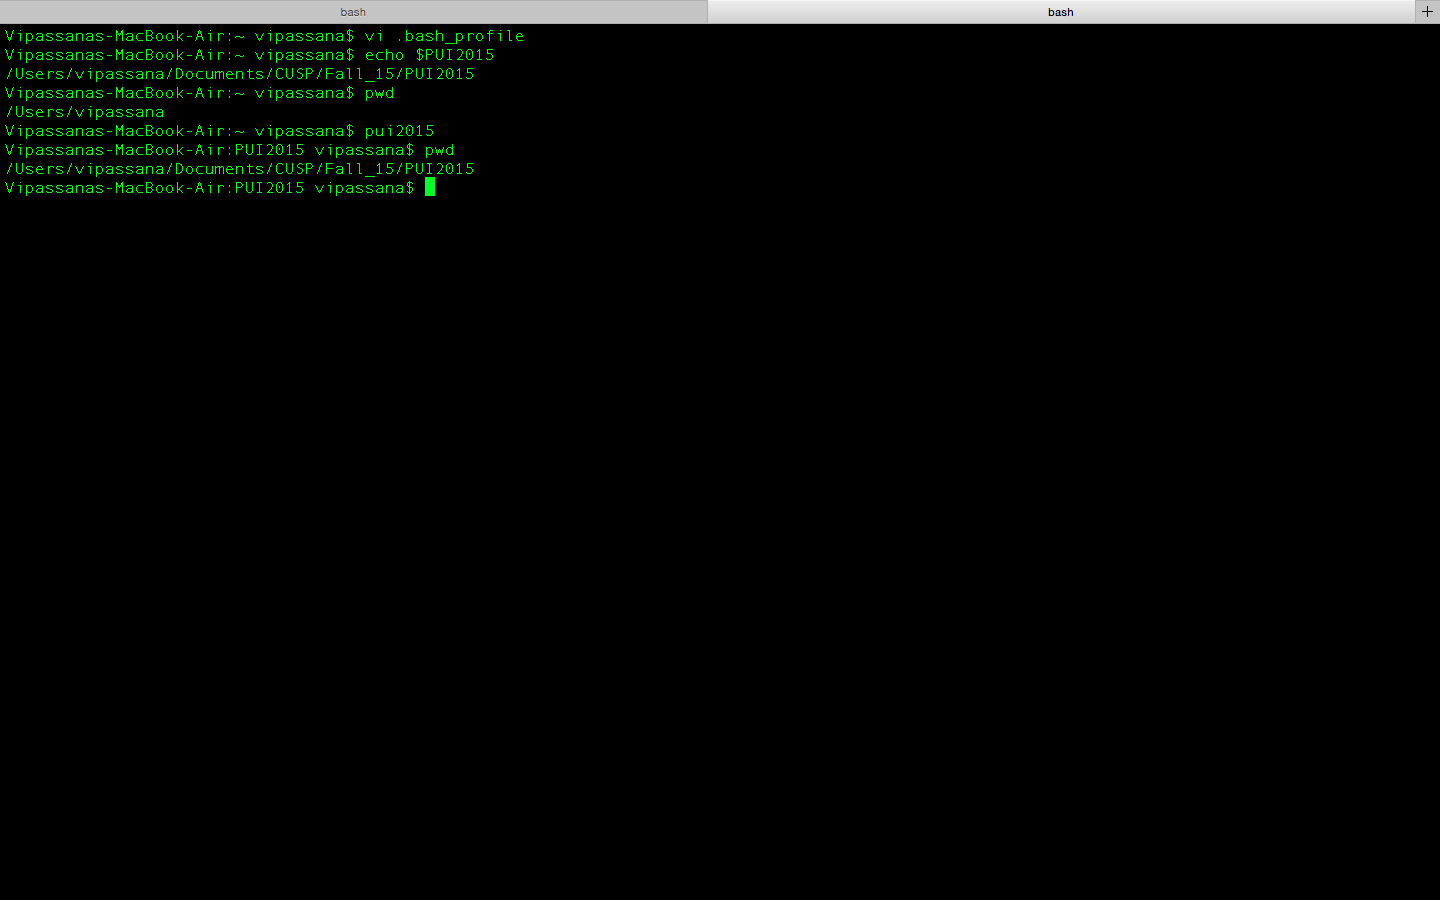 bash
bash
Vipassanas-MacBook-Air:~ vipassana$ vi .bash_profile
Vipassanas-MacBook-Air:~ vipassana$ echo $PUI2015
/Users/vipassana/Documents/CUSP/Fall_15/PUI2015
Vipassanas-MacBook-Air:~ vipassana$ pwd
/Users/vipassana
Vipassanas-MacBook-Air:~ vipassana$ pui2015
Vipassanas-MacBook-Air:PUI2015 vipassana$ pwd
/Users/vipassana/Documents/CUSP/Fall_15/PUI2015
Vipassanas-MacBook-Air:PUI2015 vipassana$